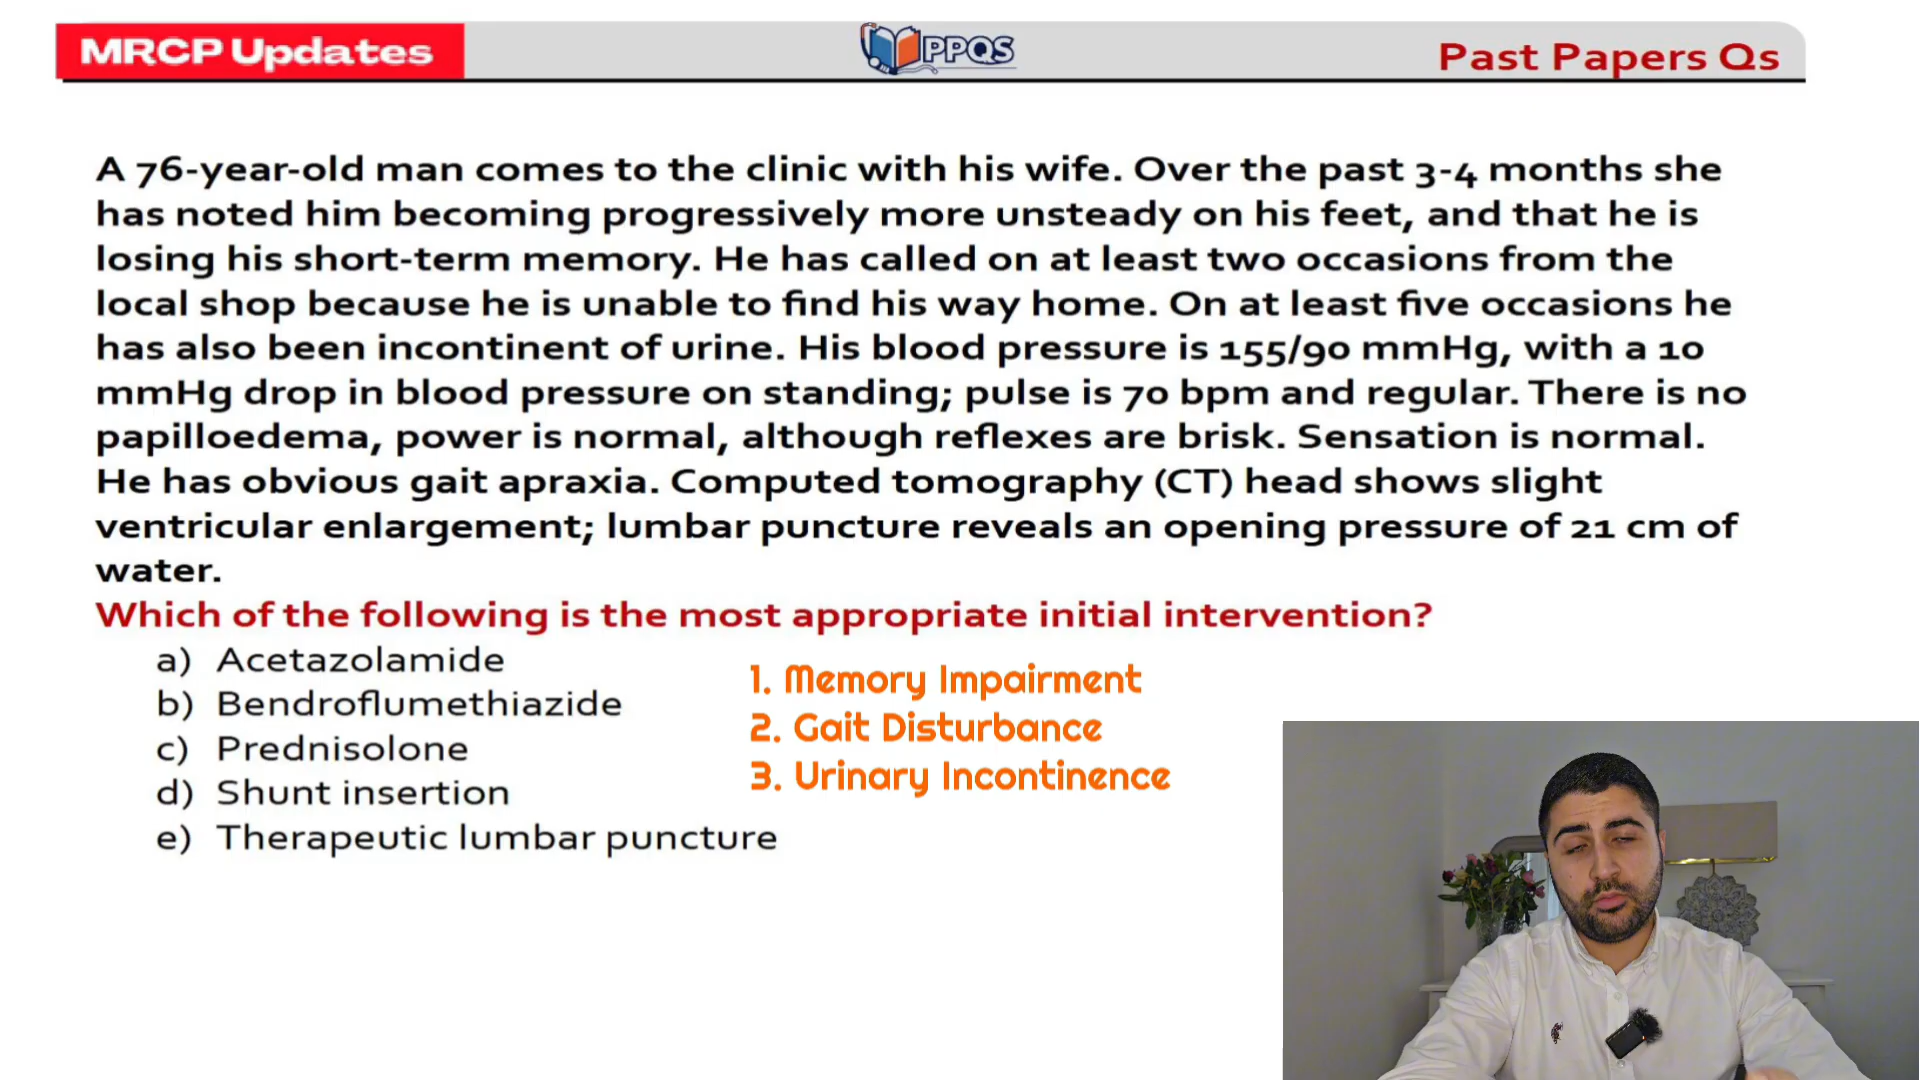 MRCP Updates
PPQS
Past Papers Qs
A 76-year-old man comes to the clinic with his wife. Over the past 3-4 months she
has noted him becoming progressively more unsteady on his feet, and that he is
losing his short-term memory. He has called on at least two occasions from the
local shop because he is unable to find his way home. On at least five occasions he
has also been incontinent of urine. His blood pressure is 155/90 mmHg, with a 10
mmHg drop in blood pressure on standing; pulse is 70 bpm and regular. There is no
papilloedema, power is normal, although reflexes are brisk. Sensation is normal.
He has obvious gait apraxia. Computed tomography (CT) head shows slight
ventricular enlargement; lumbar puncture reveals an opening pressure of 21 cm of
water.
Which of the following is the most appropriate initial intervention?
a) Acetazolamide
b) Bendroflumethiazide
c) Prednisolone
d) Shunt insertion
e) Therapeutic lumbar puncture
1. Memory Impairment
2. Gait Disturbance
3. Urinary Incontinence